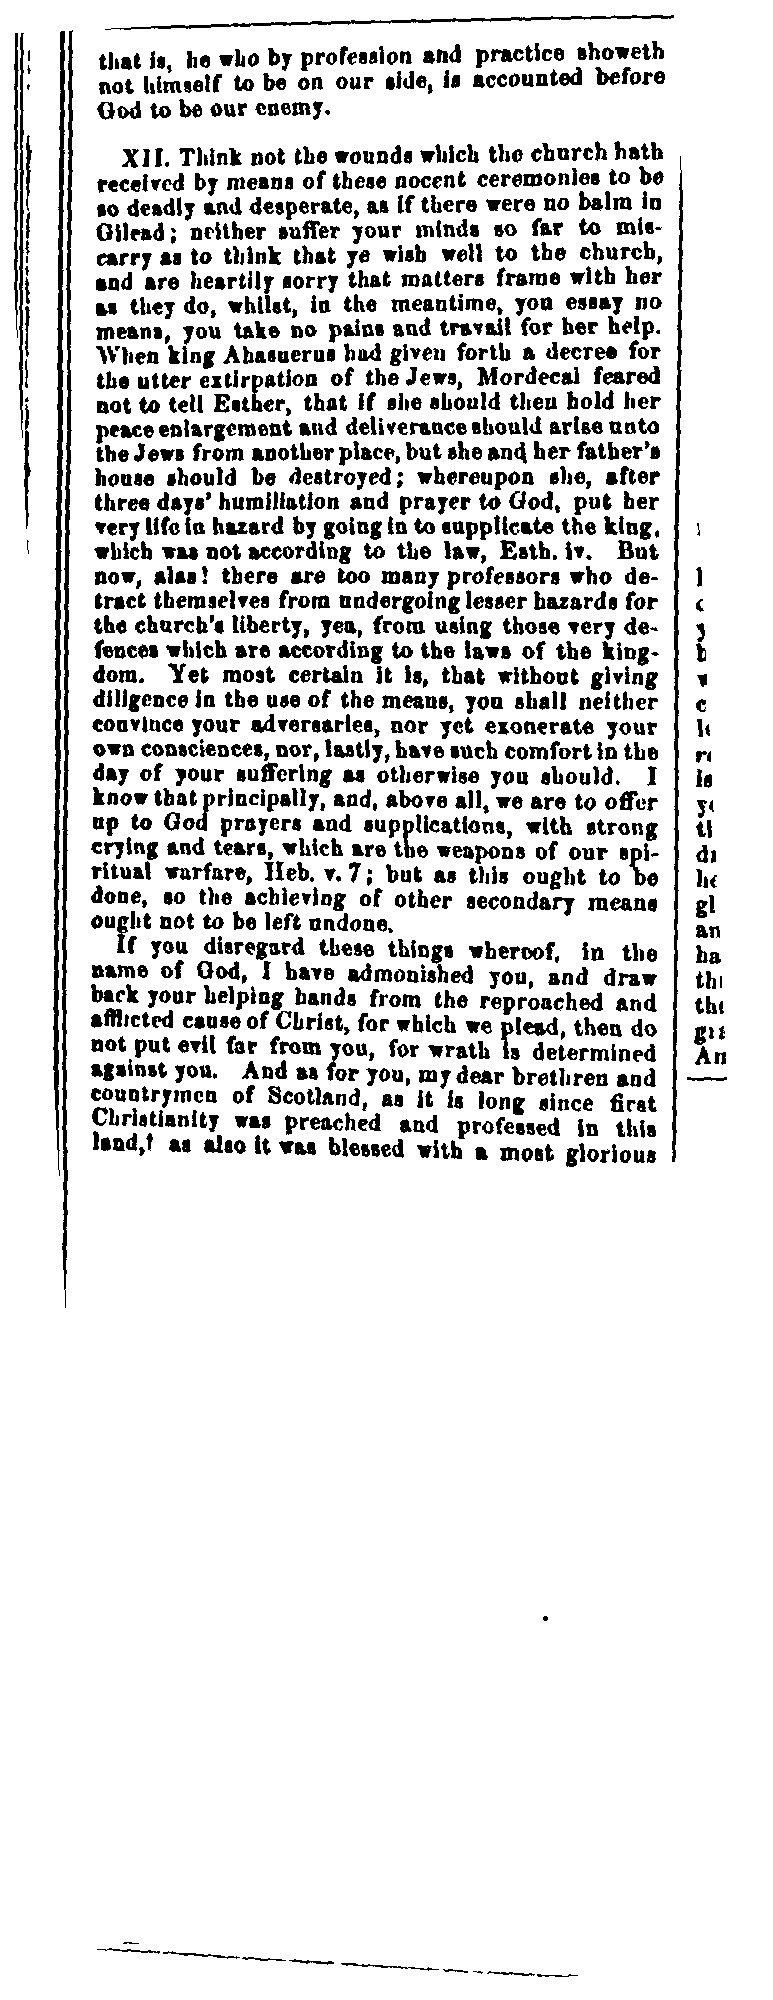 that is, he who by profession and practice showeth
not himself to be on our side, is accounted before
God to be our enemy.
XII. Think not the wounds which the church hath
received by means of these nocent ceremonies to be
so deadly and desperate, as if there were no balm in
Gilead; neither suffer your minds so far to mis-
carry as to think that ye wish well to the church,
and are heartily sorry that matters frame with her
as they do, whilst, in the meantime, you essay no
means, you take no pains and travail for her help.
When king Ahasuerus had given forth a decree for
the utter extirpation of the Jews, Mordecai feared
not to tell Esther, that if she should then hold her
peace enlargement and deliverance should arise unto
the Jews from another place, but she and her father's
house should be destroyed; whereupon she, after
three days' humiliation and prayer to God, put her
very life in hazard by going in to supplicate the king,
which was not according to the law, Esth. iv. But
now, alas! there are too many professors who de-
tract themselves from undergoing lesser hazards for
the church's liberty, yea, from using those very de-
fences which are according to the laws of the king-
dom. Yet most certain it is, that without giving
diligence in the use of the means, you shall neither
convince your adversaries, nor yet exonerate your
own consciences, nor, lastly, have such comfort in the
day of your suffering as otherwise you should. I
know that principally, and, above all, we are to offer
up to God prayers and supplications, with strong
crying and tears, which are the weapons of our spi-
ritual warfare, Heb. v. 7; but as this ought to be
done, so the achieving of other secondary means
ought not to be left undone.
If you disregard these things whereof, in the
name of God, I have admonished you, and draw
back your helping hands from the reproached and
afflicted cause of Christ, for which we plead, then do
not put evil far from you, for wrath is determined
against you. And as for you, my dear brethren and
countrymen of Scotland, as it is long since first
Christianity was preached and professed in this
land,† as also it was blessed with a most glorious